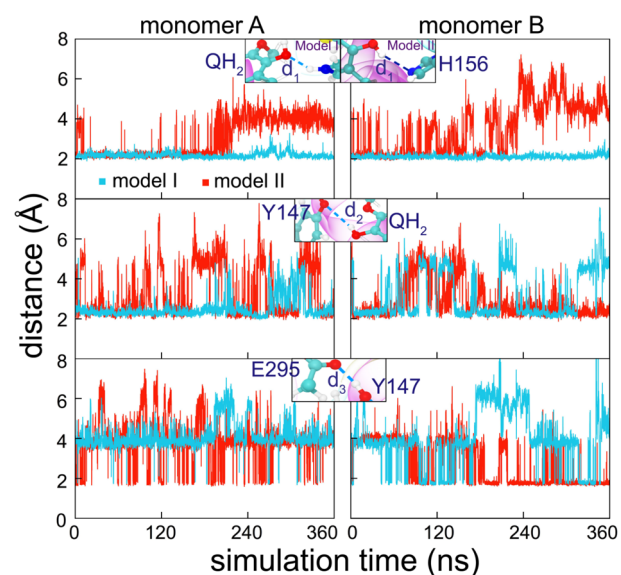 monomer A monomer B
8
Model I Model II
QH2 d1 d1 H156
6
4
2
model I model II
8
Y147 d2 QH2
6
4
2
8
E295 d3 Y147
6
4
2
0
0 120 240 360 0 120 240 360
distance (Å)
simulation time (ns)